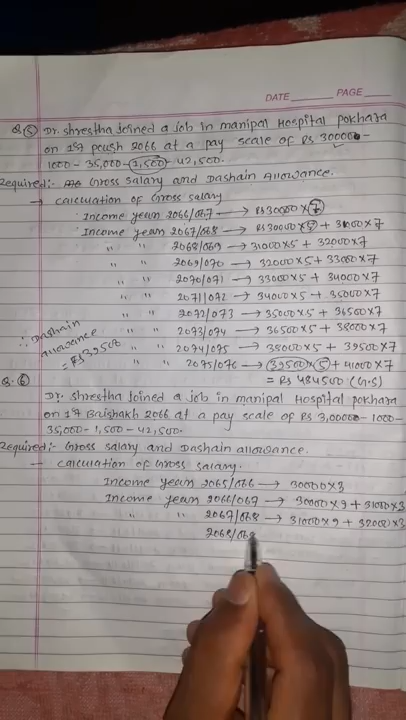 DATE ______ PAGE ____
Q. 5 Dr. Shrestha joined a job in manipal Hospital pokhara
on 1st poush 2066 at a pay scale of Rs 30000-
1000 - 35,000 - 1,500 - 42,500.
Required:- Gross Salary and Dashain Allowance.
→ calculation of Gross salary
Income year 2066/067 → Rs 30000 × 7
Income year 2067/068 → Rs 30000 × 5 + 31000 × 7
" " 2068/069 → 31000 × 5 + 32000 × 7
" " 2069/070 → 32000 × 5 + 33000 × 7
" " 2070/071 → 33000 × 5 + 34000 × 7
" " 2071/072 → 34000 × 5 + 35000 × 7
" " 2072/073 → 35000 × 5 + 36500 × 7
∴ Dashain allowance = Rs 39500
" " 2073/074 → 36500 × 5 + 38000 × 7
" " 2074/075 → 38000 × 5 + 39500 × 7
" " 2075/076 → 39500 × 5 + 41000 × 7
= Rs 484500 (G.S)
Q. 6
Dr. shrestha joined a job in manipal Hospital pokhara
on 1st Baishakh 2066 at a pay scale of Rs 3,0000 - 1000 -
35,000 - 1,500 - 42,500.
Required:- Gross salary and Dashain allowance.
— calculation of Gross salary.
Income year 2065/066 → 30000 × 3
Income year 2066/067 → 30000 × 9 + 31000 × 3
" " 2067/068 → 31000 × 9 + 32000 × 3
2068/069